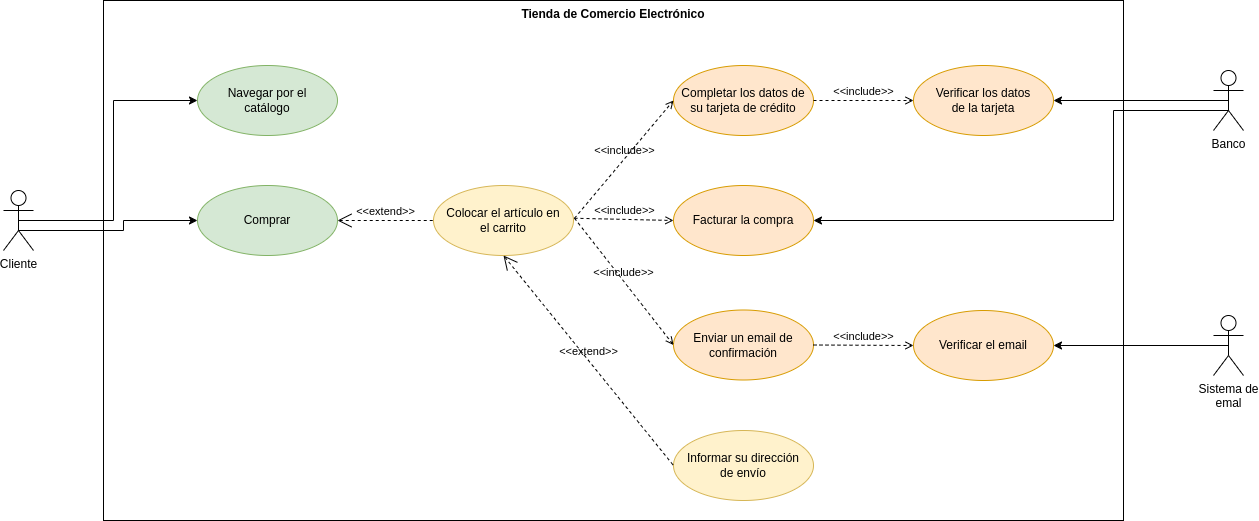 Tienda de Comercio Electrónico
Navegar por el
catálogo
Completar los datos de
su tarjeta de crédito
<<include>>
Verificar los datos
de la tarjeta
Banco
<<include>>
Cliente
Comprar
<<extend>>
Colocar el artículo en
el carrito
<<include>>
Facturar la compra
<<include>>
Enviar un email de
confirmación
<<include>>
Verificar el email
Sistema de
emal
<<extend>>
Informar su dirección
de envío